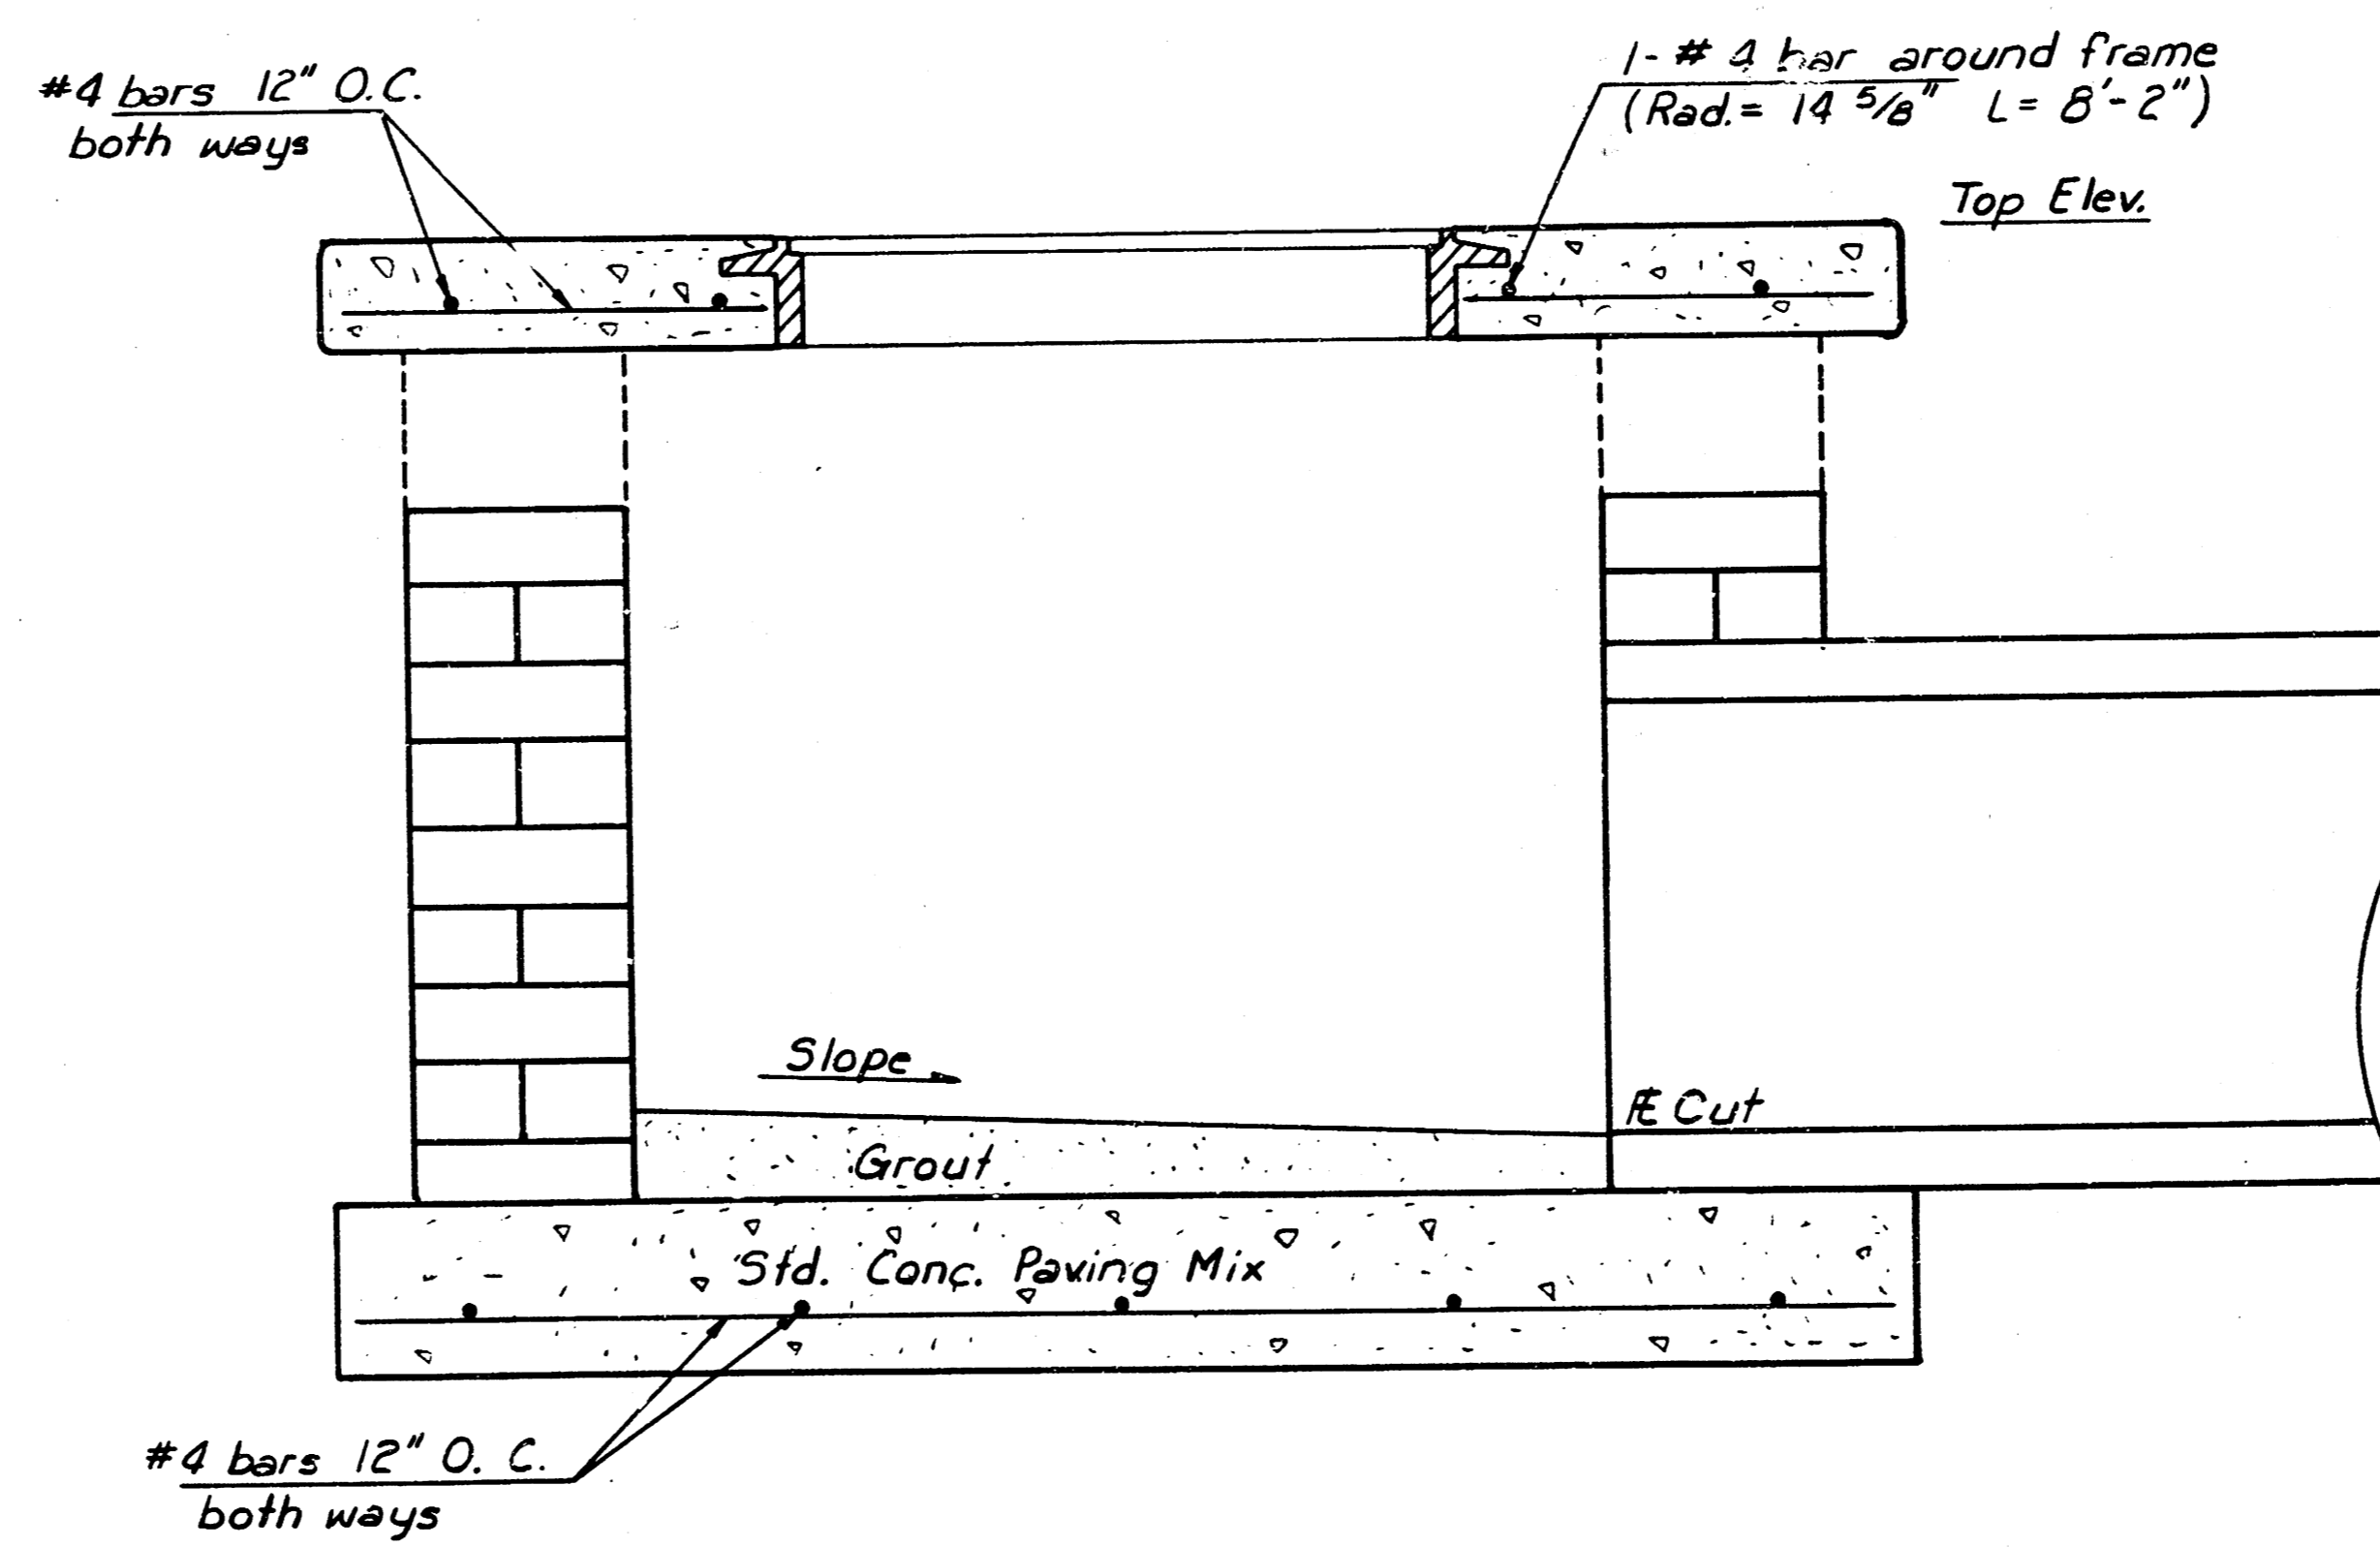 #4 bars 12" O.C.
both ways
1-#4 bar around frame
(Rad.= 14 5/8" L= 8'-2")
Top Elev.
Slope
Æ Cut
Grout
Std. Conc. Paving Mix
#4 bars 12" O. C.
both ways